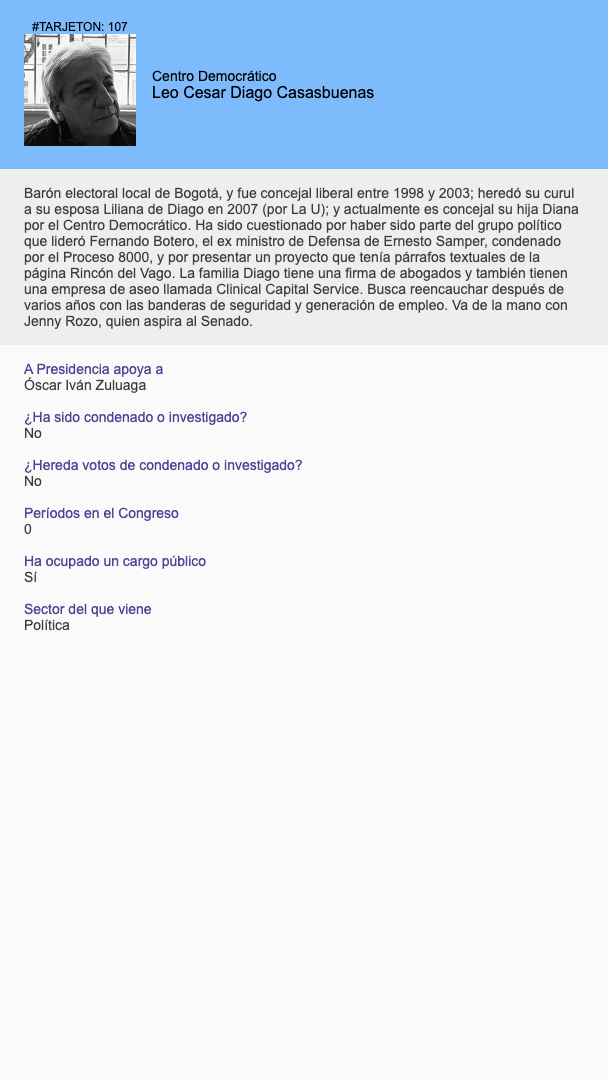 #TARJETON: 107
Centro Democrático
Leo Cesar Diago Casasbuenas
Barón electoral local de Bogotá, y fue concejal liberal entre 1998 y 2003; heredó su curul
a su esposa Liliana de Diago en 2007 (por La U); y actualmente es concejal su hija Diana
por el Centro Democrático. Ha sido cuestionado por haber sido parte del grupo político
que lideró Fernando Botero, el ex ministro de Defensa de Ernesto Samper, condenado
por el Proceso 8000, y por presentar un proyecto que tenía párrafos textuales de la
página Rincón del Vago. La familia Diago tiene una firma de abogados y también tienen
una empresa de aseo llamada Clinical Capital Service. Busca reencauchar después de
varios años con las banderas de seguridad y generación de empleo. Va de la mano con
Jenny Rozo, quien aspira al Senado.
A Presidencia apoya a
Óscar Iván Zuluaga
¿Ha sido condenado o investigado?
No
¿Hereda votos de condenado o investigado?
No
Períodos en el Congreso
0
Ha ocupado un cargo público
Sí
Sector del que viene
Política